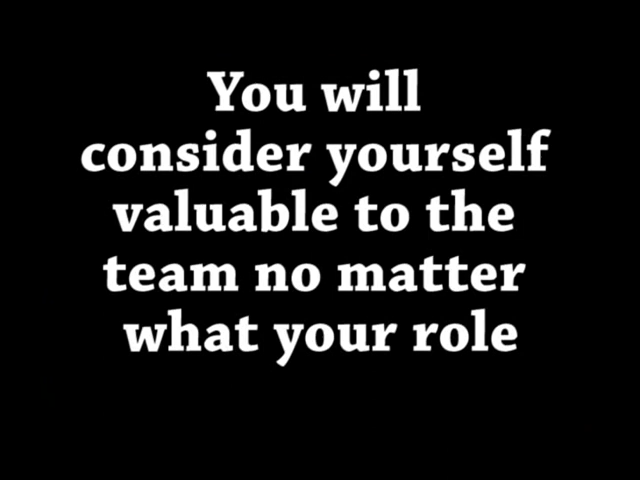 You will
consider yourself
valuable to the
team no matter
what your role